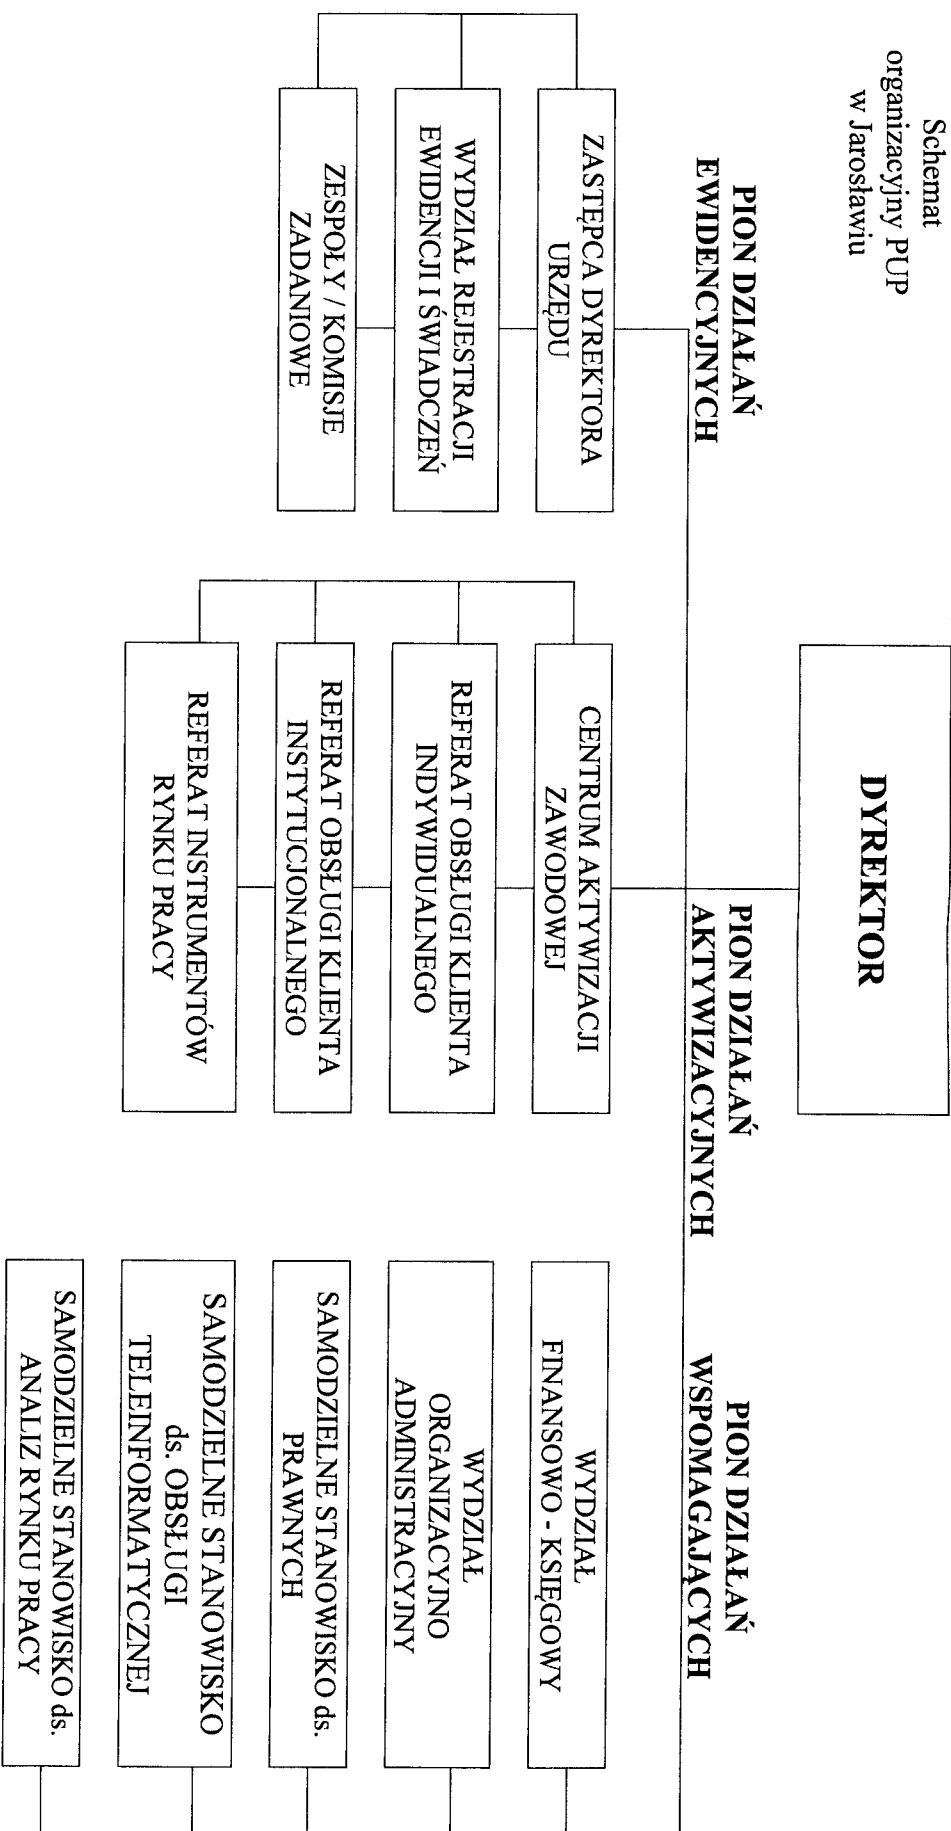 Schemat
organizacyjny PUP
w Jarosławiu
DYREKTOR
PION DZIAŁAŃ
EWIDENCYJNYCH
ZASTĘPCA DYREKTORA
URZĘDU
WYDZIAŁ REJESTRACJI
EWIDENCJI I ŚWIADCZEŃ
ZESPOŁY / KOMISJE
ZADANIOWE
PION DZIAŁAŃ
AKTYWIZACYJNYCH
CENTRUM AKTYWIZACJI
ZAWODOWEJ
REFERAT OBSŁUGI KLIENTA
INDYWIDUALNEGO
REFERAT OBSŁUGI KLIENTA
INSTYTUCJONALNEGO
REFERAT INSTRUMENTÓW
RYNKU PRACY
PION DZIAŁAŃ
WSPOMAGAJĄCYCH
WYDZIAŁ
FINANSOWO - KSIĘGOWY
WYDZIAŁ
ORGANIZACYJNO
ADMINISTRACYJNY
SAMODZIELNE STANOWISKO ds.
PRAWNYCH
SAMODZIELNE STANOWISKO
ds. OBSŁUGI
TELEINFORMATYCZNEJ
SAMODZIELNE STANOWISKO ds.
ANALIZ RYNKU PRACY